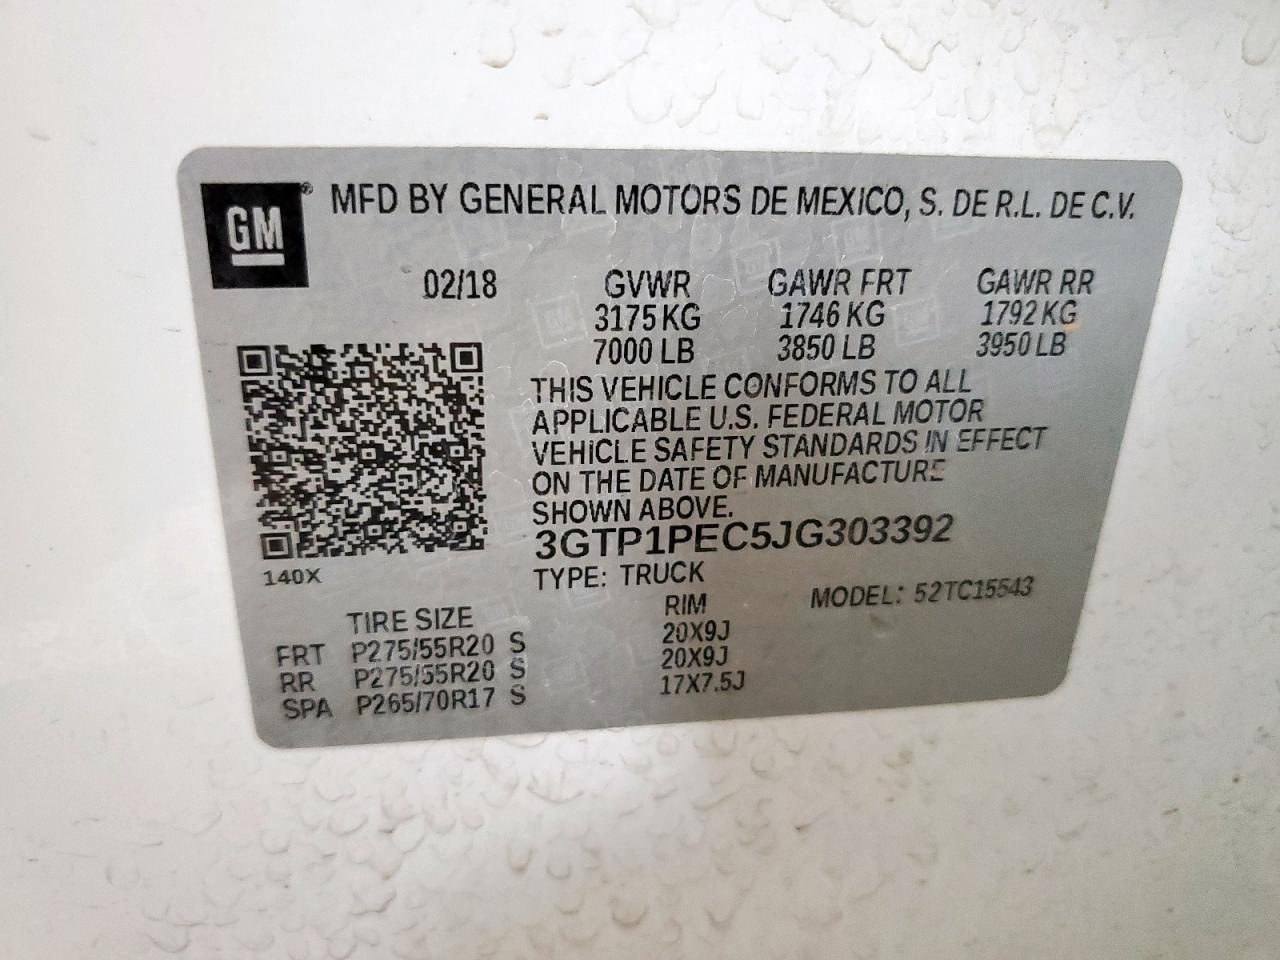 GM® MFD BY GENERAL MOTORS DE MEXICO, S. DE R.L. DE C.V.
02/18 GVWR GAWR FRT GAWR RR
3175 KG 1746 KG 1792 KG
7000 LB 3850 LB 3950 LB
THIS VEHICLE CONFORMS TO ALL
APPLICABLE U.S. FEDERAL MOTOR
VEHICLE SAFETY STANDARDS IN EFFECT
ON THE DATE OF MANUFACTURE
SHOWN ABOVE.
3GTP1PEC5JG303392
140X
TYPE: TRUCK
MODEL: 52TC15543
TIRE SIZE RIM
FRT P275/55R20 S 20X9J
RR P275/55R20 S 20X9J
SPA P265/70R17 S 17X7.5J